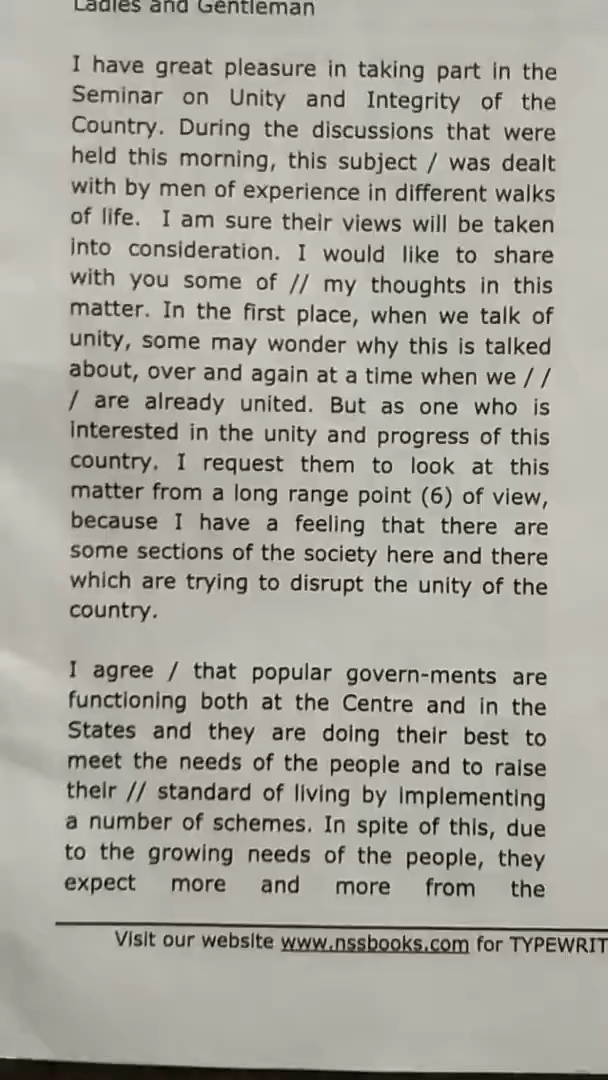 Ladies and Gentleman
I have great pleasure in taking part in the
Seminar on Unity and Integrity of the
Country. During the discussions that were
held this morning, this subject / was dealt
with by men of experience in different walks
of life. I am sure their views will be taken
into consideration. I would like to share
with you some of // my thoughts in this
matter. In the first place, when we talk of
unity, some may wonder why this is talked
about, over and again at a time when we / /
/ are already united. But as one who is
interested in the unity and progress of this
country, I request them to look at this
matter from a long range point (6) of view,
because I have a feeling that there are
some sections of the society here and there
which are trying to disrupt the unity of the
country.
I agree / that popular govern-ments are
functioning both at the Centre and in the
States and they are doing their best to
meet the needs of the people and to raise
their // standard of living by implementing
a number of schemes. In spite of this, due
to the growing needs of the people, they
expect more and more from the
Visit our website www.nssbooks.com for TYPEWRIT